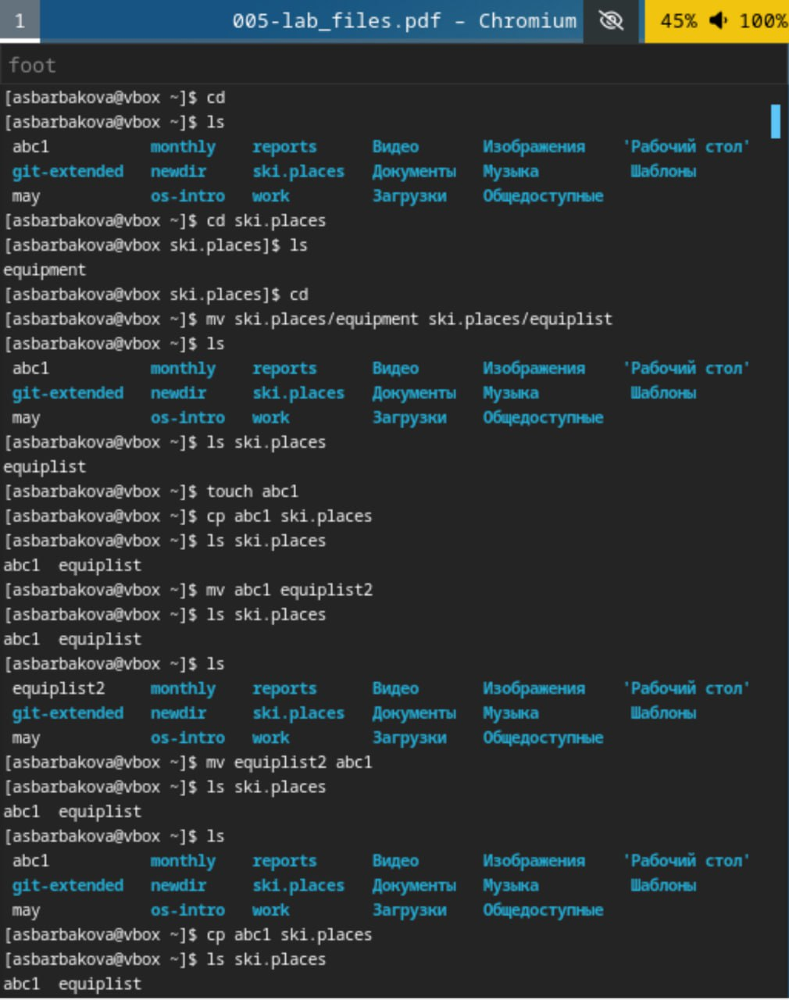 1 005-lab_files.pdf – Chromium 45% 100%
foot
[asbarbakova@vbox ~]$ cd
[asbarbakova@vbox ~]$ ls
abc1 monthly reports Видео Изображения 'Рабочий стол'
git-extended newdir ski.places Документы Музыка Шаблоны
may os-intro work Загрузки Общедоступные
[asbarbakova@vbox ~]$ cd ski.places
[asbarbakova@vbox ski.places]$ ls
equipment
[asbarbakova@vbox ski.places]$ cd
[asbarbakova@vbox ~]$ mv ski.places/equipment ski.places/equiplist
[asbarbakova@vbox ~]$ ls
abc1 monthly reports Видео Изображения 'Рабочий стол'
git-extended newdir ski.places Документы Музыка Шаблоны
may os-intro work Загрузки Общедоступные
[asbarbakova@vbox ~]$ ls ski.places
equiplist
[asbarbakova@vbox ~]$ touch abc1
[asbarbakova@vbox ~]$ cp abc1 ski.places
[asbarbakova@vbox ~]$ ls ski.places
abc1 equiplist
[asbarbakova@vbox ~]$ mv abc1 equiplist2
[asbarbakova@vbox ~]$ ls ski.places
abc1 equiplist
[asbarbakova@vbox ~]$ ls
equiplist2 monthly reports Видео Изображения 'Рабочий стол'
git-extended newdir ski.places Документы Музыка Шаблоны
may os-intro work Загрузки Общедоступные
[asbarbakova@vbox ~]$ mv equiplist2 abc1
[asbarbakova@vbox ~]$ ls ski.places
abc1 equiplist
[asbarbakova@vbox ~]$ ls
abc1 monthly reports Видео Изображения 'Рабочий стол'
git-extended newdir ski.places Документы Музыка Шаблоны
may os-intro work Загрузки Общедоступные
[asbarbakova@vbox ~]$ cp abc1 ski.places
[asbarbakova@vbox ~]$ ls ski.places
abc1 equiplist